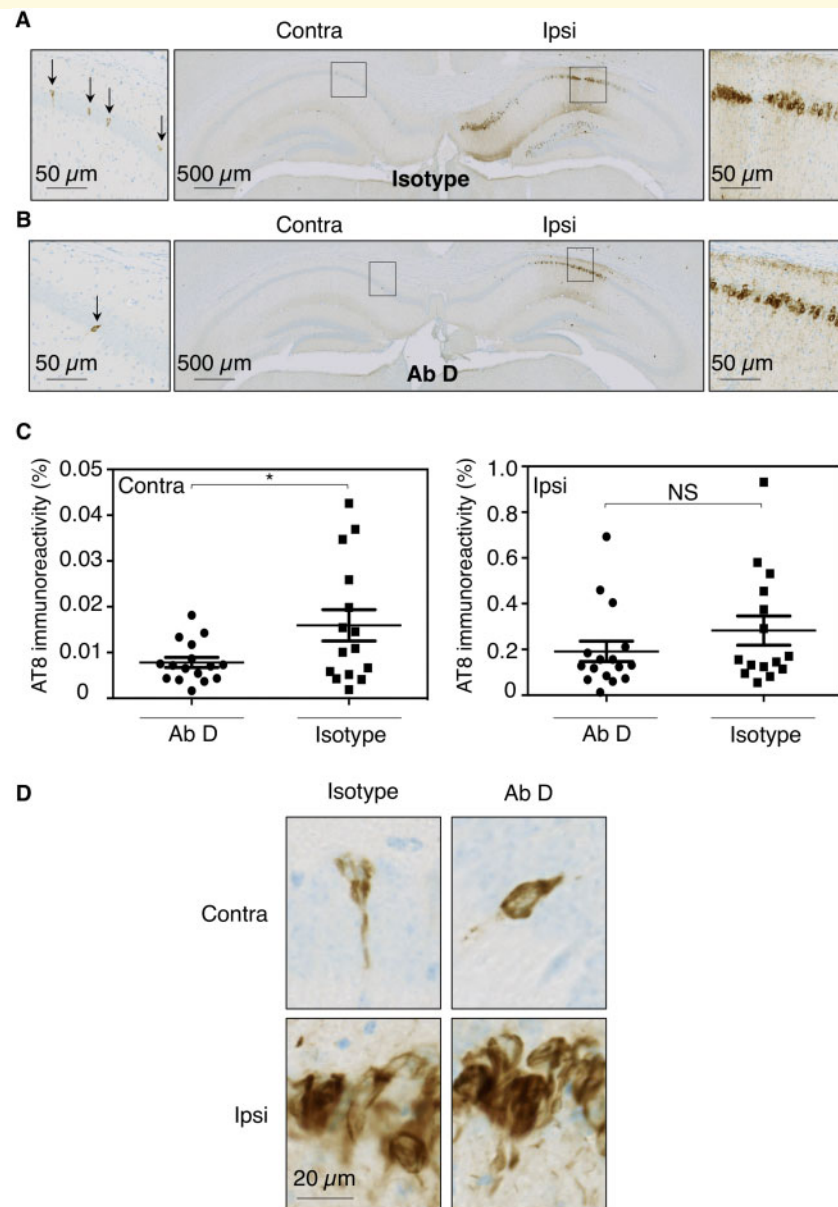 A
Contra Ipsi
50 µm 500 µm Isotype 50 µm
B
Contra Ipsi
50 µm 500 µm Ab D 50 µm
C
AT8 immunoreactivity (%)
0.05
0.04
0.03
0.02
0.01
0
Contra
*
Ab D Isotype
AT8 immunoreactivity (%)
1.0
0.8
0.6
0.4
0.2
0
Ipsi
NS
Ab D Isotype
D
Isotype Ab D
Contra
Ipsi
20 µm